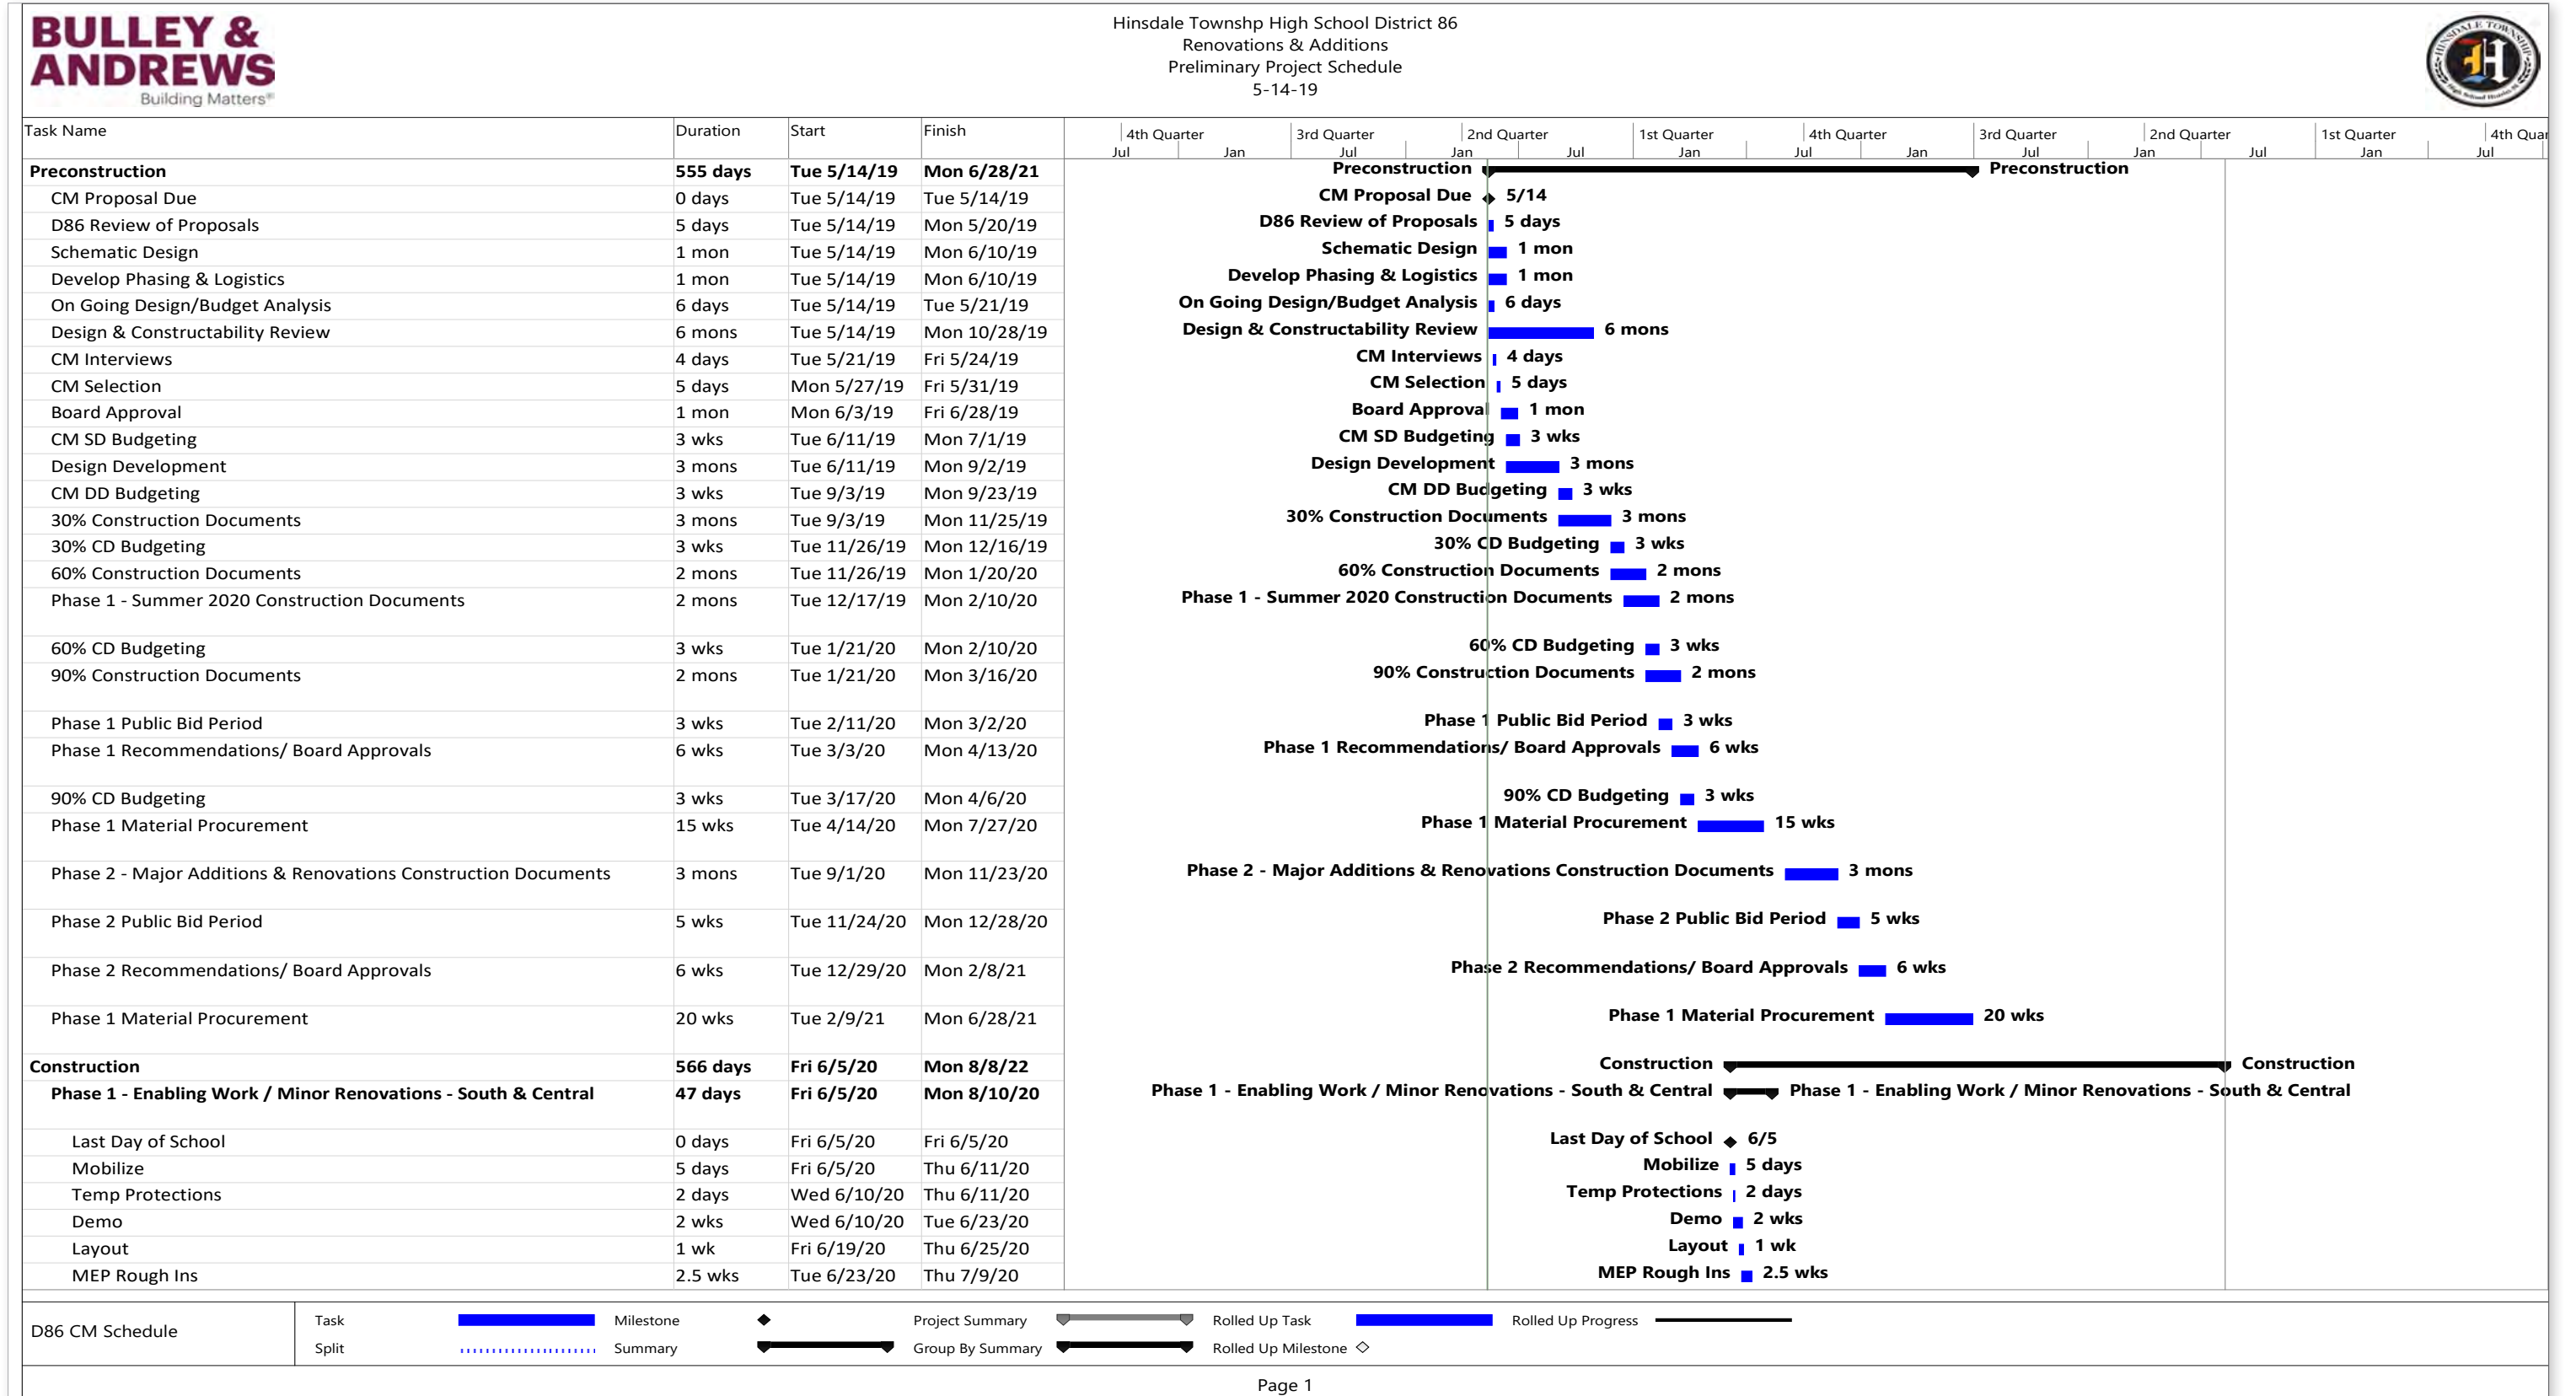 BULLEY &
ANDREWS
Building Matters®
Hinsdale Townshp High School District 86
Renovations & Additions
Preliminary Project Schedule
5-14-19
HINSDALE TOWNSHIP
H
High School District 86
Task Name Duration Start Finish 4th Quarter 3rd Quarter 2nd Quarter 1st Quarter 4th Quarter 3rd Quarter 2nd Quarter 1st Quarter 4th Quar
Jul Jan Jul Jan Jul Jan Jul Jan Jul Jan Jul Jan Jul
Preconstruction 555 days Tue 5/14/19 Mon 6/28/21 Preconstruction Preconstruction
CM Proposal Due 0 days Tue 5/14/19 Tue 5/14/19 CM Proposal Due 5/14
D86 Review of Proposals 5 days Tue 5/14/19 Mon 5/20/19 D86 Review of Proposals 5 days
Schematic Design 1 mon Tue 5/14/19 Mon 6/10/19 Schematic Design 1 mon
Develop Phasing & Logistics 1 mon Tue 5/14/19 Mon 6/10/19 Develop Phasing & Logistics 1 mon
On Going Design/Budget Analysis 6 days Tue 5/14/19 Tue 5/21/19 On Going Design/Budget Analysis 6 days
Design & Constructability Review 6 mons Tue 5/14/19 Mon 10/28/19 Design & Constructability Review 6 mons
CM Interviews 4 days Tue 5/21/19 Fri 5/24/19 CM Interviews 4 days
CM Selection 5 days Mon 5/27/19 Fri 5/31/19 CM Selection 5 days
Board Approval 1 mon Mon 6/3/19 Fri 6/28/19 Board Approval 1 mon
CM SD Budgeting 3 wks Tue 6/11/19 Mon 7/1/19 CM SD Budgeting 3 wks
Design Development 3 mons Tue 6/11/19 Mon 9/2/19 Design Development 3 mons
CM DD Budgeting 3 wks Tue 9/3/19 Mon 9/23/19 CM DD Budgeting 3 wks
30% Construction Documents 3 mons Tue 9/3/19 Mon 11/25/19 30% Construction Documents 3 mons
30% CD Budgeting 3 wks Tue 11/26/19 Mon 12/16/19 30% CD Budgeting 3 wks
60% Construction Documents 2 mons Tue 11/26/19 Mon 1/20/20 60% Construction Documents 2 mons
Phase 1 - Summer 2020 Construction Documents 2 mons Tue 12/17/19 Mon 2/10/20 Phase 1 - Summer 2020 Construction Documents 2 mons
60% CD Budgeting 3 wks Tue 1/21/20 Mon 2/10/20 60% CD Budgeting 3 wks
90% Construction Documents 2 mons Tue 1/21/20 Mon 3/16/20 90% Construction Documents 2 mons
Phase 1 Public Bid Period 3 wks Tue 2/11/20 Mon 3/2/20 Phase 1 Public Bid Period 3 wks
Phase 1 Recommendations/ Board Approvals 6 wks Tue 3/3/20 Mon 4/13/20 Phase 1 Recommendations/ Board Approvals 6 wks
90% CD Budgeting 3 wks Tue 3/17/20 Mon 4/6/20 90% CD Budgeting 3 wks
Phase 1 Material Procurement 15 wks Tue 4/14/20 Mon 7/27/20 Phase 1 Material Procurement 15 wks
Phase 2 - Major Additions & Renovations Construction Documents 3 mons Tue 9/1/20 Mon 11/23/20 Phase 2 - Major Additions & Renovations Construction Documents 3 mons
Phase 2 Public Bid Period 5 wks Tue 11/24/20 Mon 12/28/20 Phase 2 Public Bid Period 5 wks
Phase 2 Recommendations/ Board Approvals 6 wks Tue 12/29/20 Mon 2/8/21 Phase 2 Recommendations/ Board Approvals 6 wks
Phase 1 Material Procurement 20 wks Tue 2/9/21 Mon 6/28/21 Phase 1 Material Procurement 20 wks
Construction 566 days Fri 6/5/20 Mon 8/8/22 Construction Construction
Phase 1 - Enabling Work / Minor Renovations - South & Central 47 days Fri 6/5/20 Mon 8/10/20 Phase 1 - Enabling Work / Minor Renovations - South & Central Phase 1 - Enabling Work / Minor Renovations - South & Central
Last Day of School 0 days Fri 6/5/20 Fri 6/5/20 Last Day of School 6/5
Mobilize 5 days Fri 6/5/20 Thu 6/11/20 Mobilize 5 days
Temp Protections 2 days Wed 6/10/20 Thu 6/11/20 Temp Protections 2 days
Demo 2 wks Wed 6/10/20 Tue 6/23/20 Demo 2 wks
Layout 1 wk Fri 6/19/20 Thu 6/25/20 Layout 1 wk
MEP Rough Ins 2.5 wks Tue 6/23/20 Thu 7/9/20 MEP Rough Ins 2.5 wks
D86 CM Schedule
Task Milestone Project Summary Rolled Up Task Rolled Up Progress
Split Summary Group By Summary Rolled Up Milestone
Page 1